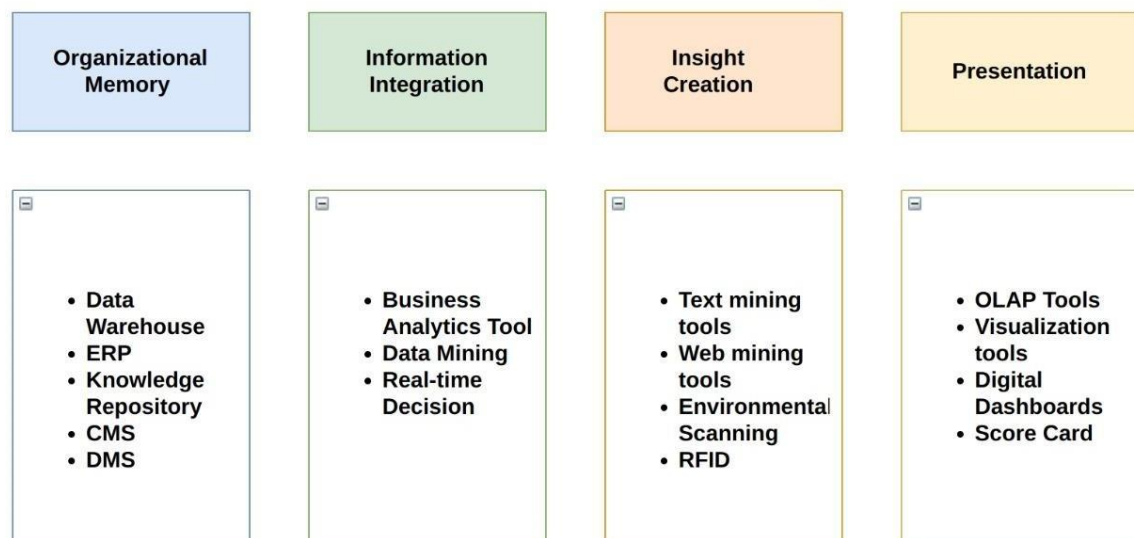 Organizational
Memory
Information
Integration
Insight
Creation
Presentation
• Data
Warehouse
• ERP
• Knowledge
Repository
• CMS
• DMS
• Business
Analytics Tool
• Data Mining
• Real-time
Decision
• Text mining
tools
• Web mining
tools
• Environmental
Scanning
• RFID
• OLAP Tools
• Visualization
tools
• Digital
Dashboards
• Score Card